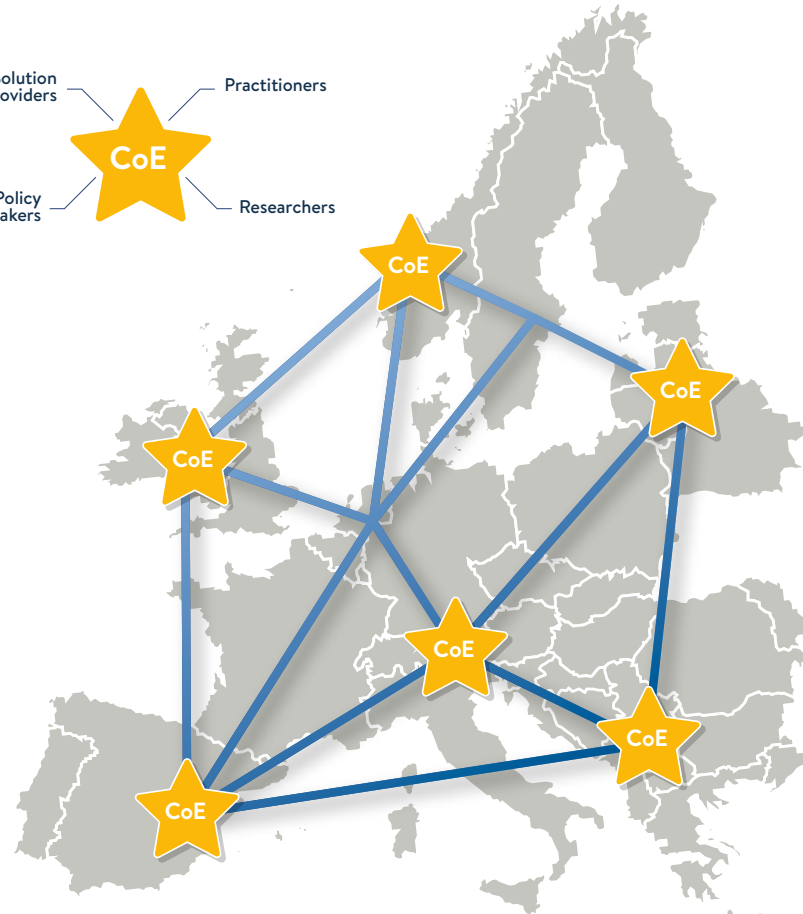 olution
oviders
Practitioners
CoE
Policy
akers
Researchers
CoE
CoE
CoE
CoE
CoE
CoE